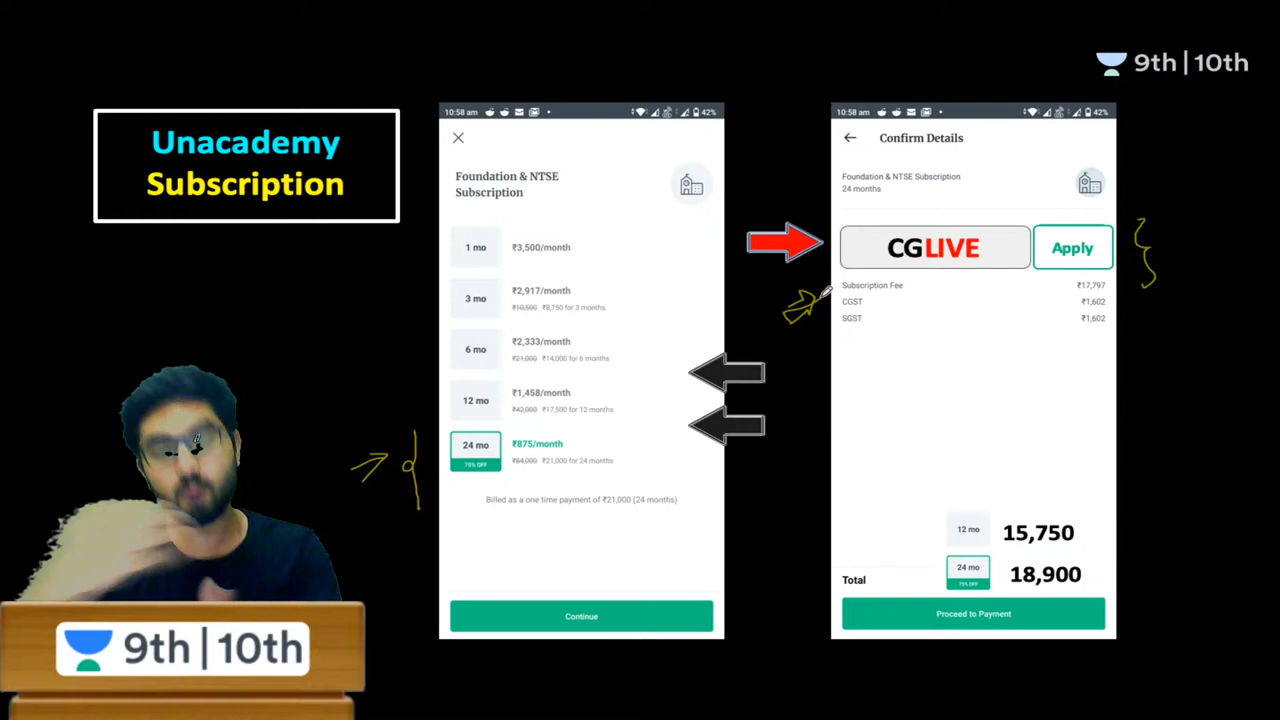 9th | 10th
Unacademy
Subscription
10:58 am
42%
Foundation & NTSE
Subscription
1 mo
₹3,500/month
3 mo
₹2,917/month
₹10,500 ₹8,750 for 3 months
6 mo
₹2,333/month
₹21,000 ₹14,000 for 6 months
12 mo
₹1,458/month
₹42,000 ₹17,500 for 12 months
24 mo
75% OFF
₹875/month
₹84,000 ₹21,000 for 24 months
Billed as a one time payment of ₹21,000 (24 months)
Continue
10:58 am
42%
Confirm Details
Foundation & NTSE Subscription
24 months
CGLIVE
Apply
Subscription Fee ₹17,797
CGST ₹1,602
SGST ₹1,602
12 mo 15,750
24 mo 18,900
75% OFF
Total
Proceed to Payment
9th | 10th